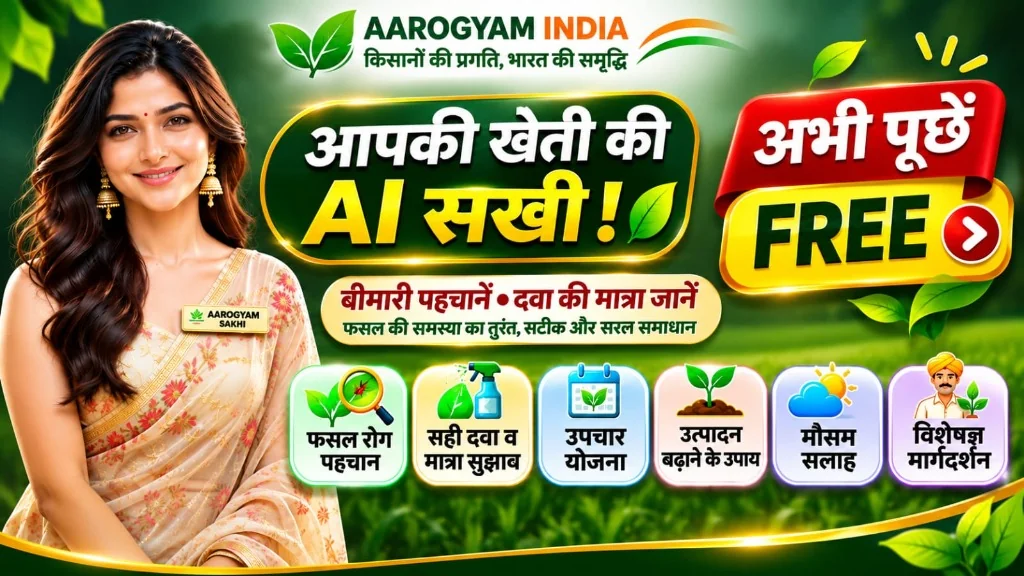 AAROGYAM INDIA
किसानों की प्रगति, भारत की समृद्धि
आपकी खेती की
AI सखी !
अभी पूछें
FREE
बीमारी पहचानें • दवा की मात्रा जानें
फसल की समस्या का तुरंत, सटीक और सरल समाधान
AAROGYAM
SAKHI
फसल रोग
पहचान
सही दवा व
मात्रा सुझाब
उपचार
योजना
उत्पादन
बढ़ाने के उपाय
मौसम
सलाह
विशेषज्ञ
मार्गदर्शन